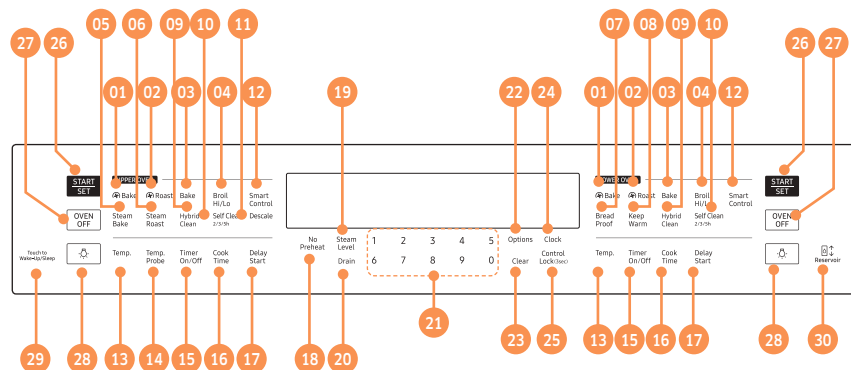 05 06 09 10 11 07 08 09 10
27 26 26 27
01 02 03 04 12 19 22 24 01 02 03 04 12
UPPER OVEN
START SET
Bake
Roast
Bake
Broil Hi/Lo
Smart Control
OVEN OFF
Steam Bake
Steam Roast
Hybrid Clean
Self Clean 2/3/5h
Descale
Touch to Wake-Up/Sleep
Temp.
Temp. Probe
Timer On/Off
Cook Time
Delay Start
No Preheat
Steam Level
Drain
1 2 3 4 5
6 7 8 9 0
Options
Clock
Clear
Control Lock(3sec)
LOWER OVEN
Bake
Roast
Bake
Broil Hi/Lo
Smart Control
START SET
Bread Proof
Keep Warm
Hybrid Clean
Self Clean 2/3/5h
OVEN OFF
Temp.
Timer On/Off
Cook Time
Delay Start
Reservoir
21
29 28 13 14 15 16 17 18 20 23 25 13 15 16 17 28 30